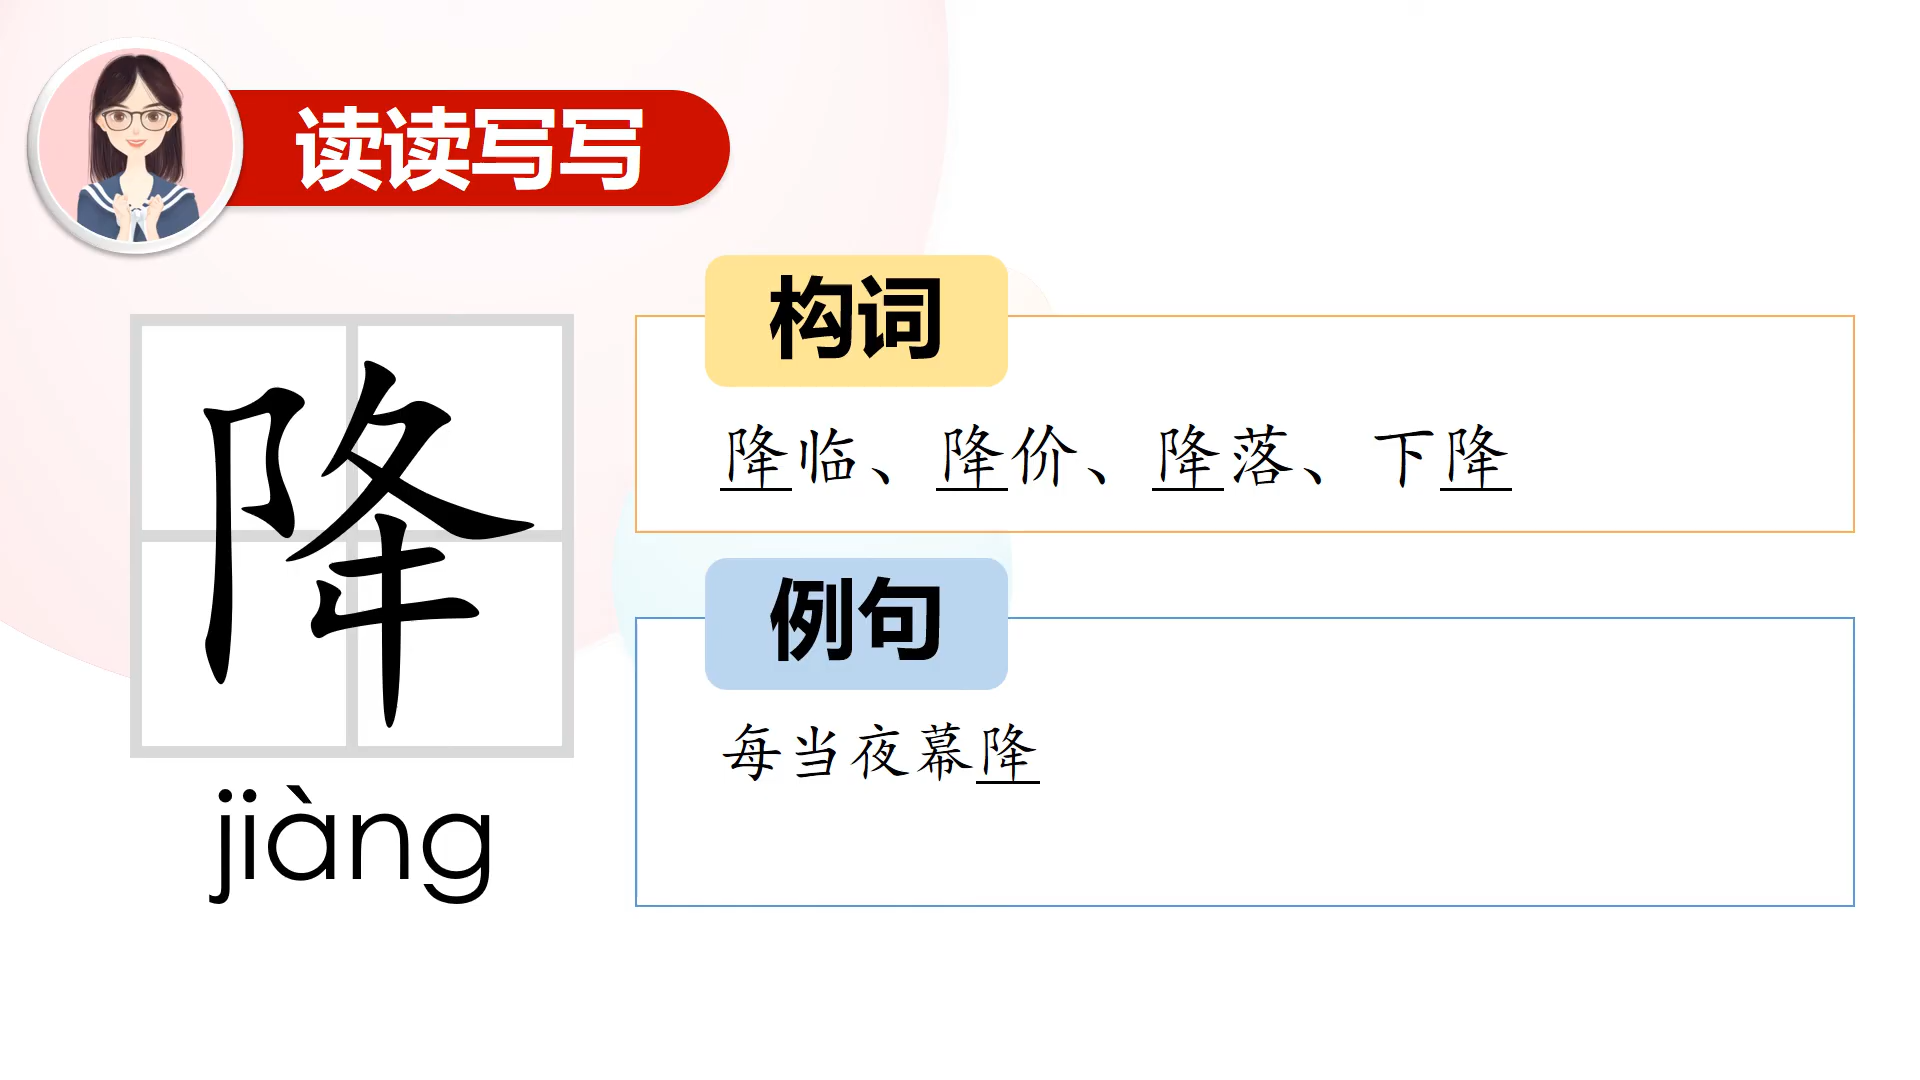 读读写写
构词
降临、降价、降落、下降
例句
每当夜幕降
降
jiàng